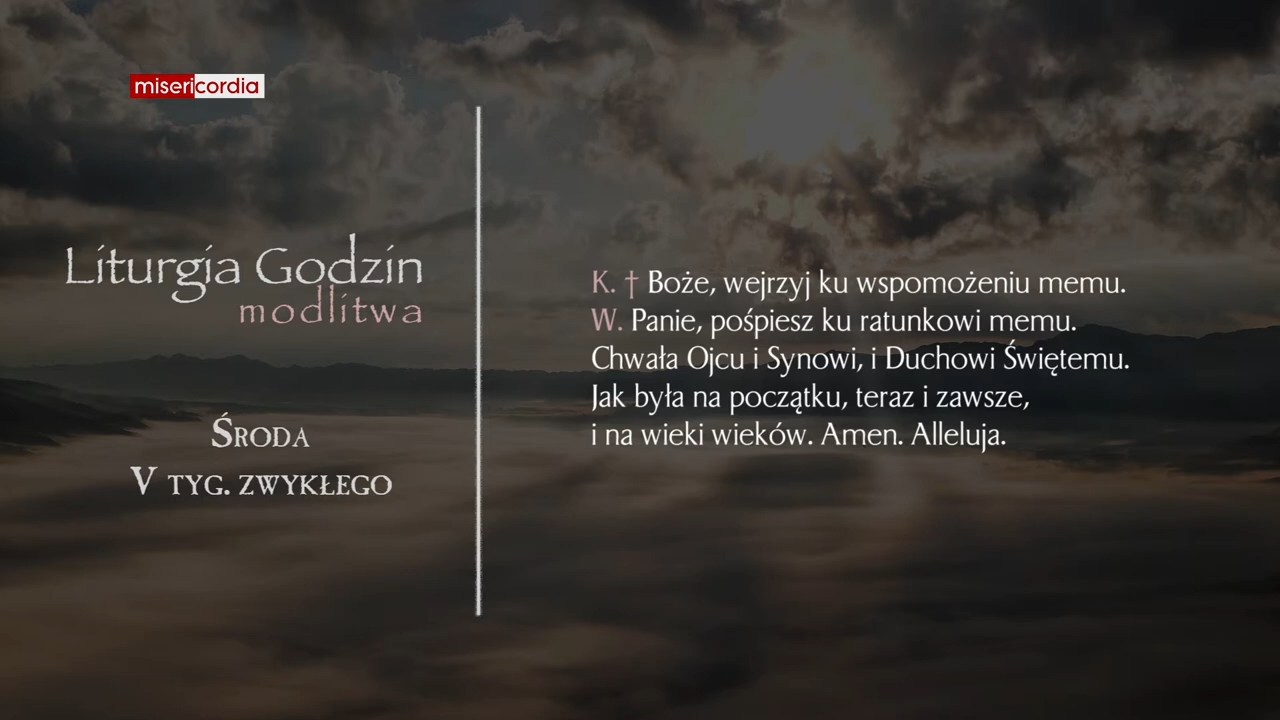 misericordia
Liturgia Godzin
modlitwa
Środa
V tyg. zwykłego
K. † Boże, wejrzyj ku wspomożeniu memu.
W. Panie, pośpiesz ku ratunkowi memu.
Chwała Ojcu i Synowi, i Duchowi Świętemu.
Jak była na początku, teraz i zawsze,
i na wieki wieków. Amen. Alleluja.